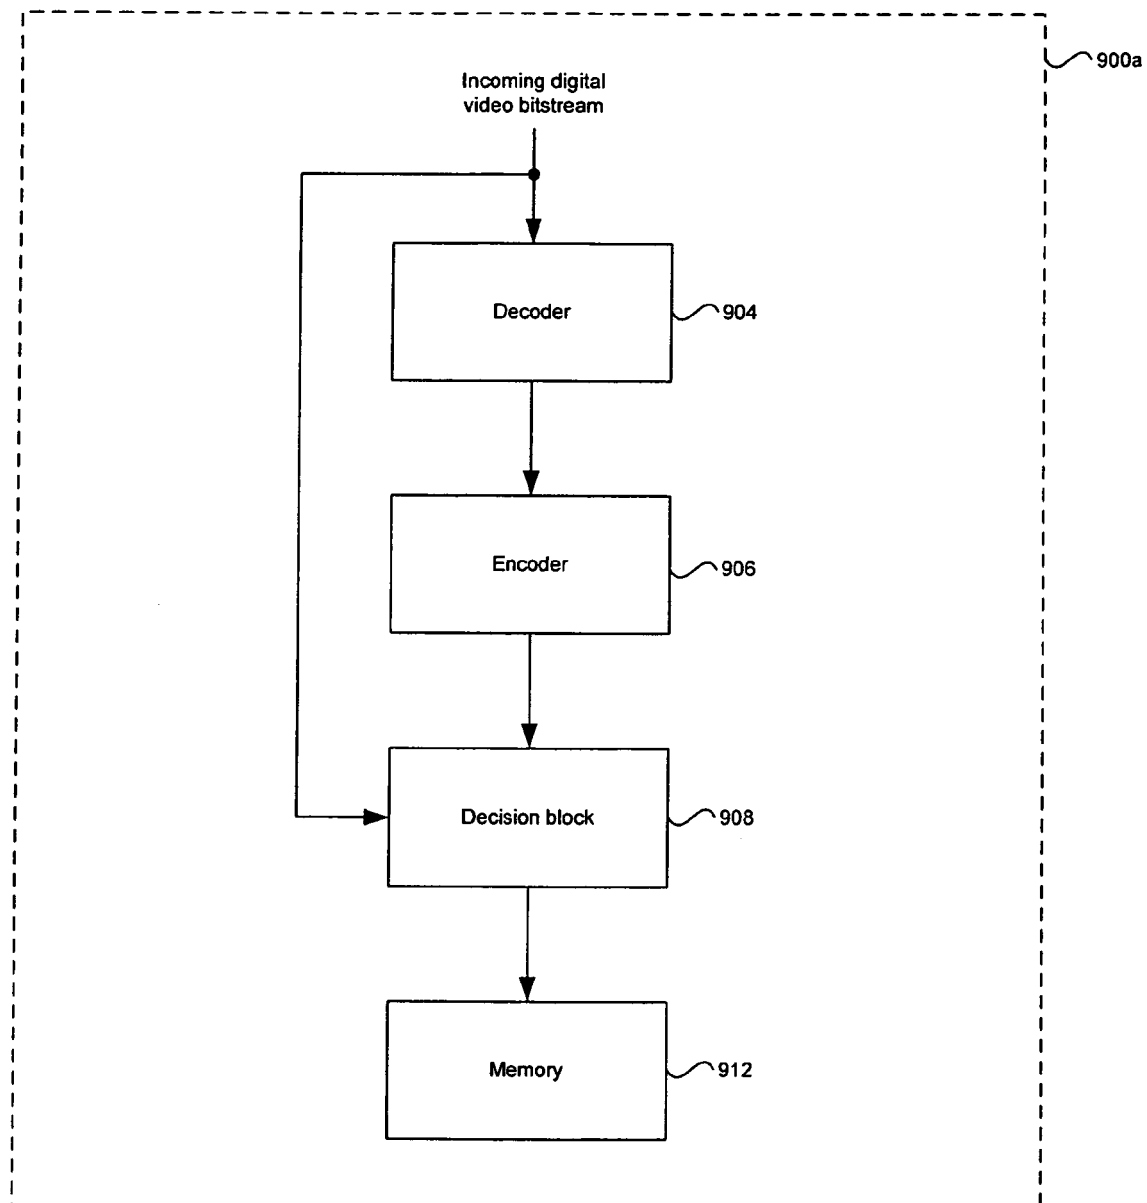 900a
Incoming digital
video bitstream
Decoder
904
Encoder
906
Decision block
908
Memory
912